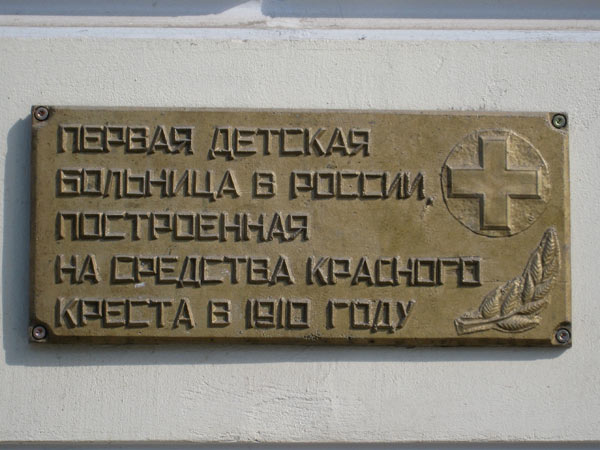 ПЕРВАЯ ДЕТСКАЯ
БОЛЬНИЦА В РОССИИ,
ПОСТРОЕННАЯ
НА СРЕДСТВА КРАСНОГО
КРЕСТА В 1910 ГОДУ